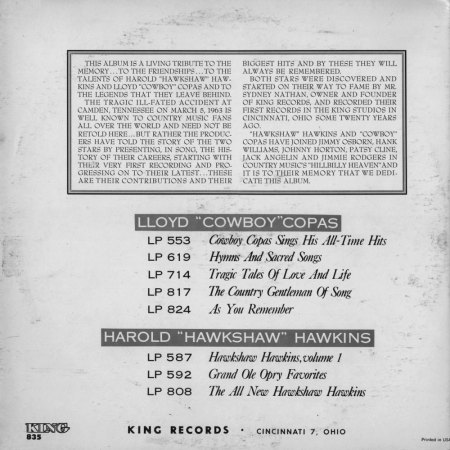 THIS ALBUM IS A LIVING TRIBUTE TO THE
MEMORY...TO THE FRIENDSHIPS...TO THE
TALENTS OF HAROLD "HAWKSHAW" HAW-
KINS AND LLOYD "COWBOY" COPAS AND TO
THE LEGENDS THAT THEY LEAVE BEHIND.
THE TRAGIC ILL-FATED ACCIDENT AT
CAMDEN, TENNESSEE ON MARCH 5, 1963 IS
WELL KNOWN TO COUNTRY MUSIC FANS
ALL OVER THE WORLD AND NEED NOT BE
RETOLD HERE...BUT RATHER THE PRODUC-
ERS HAVE TOLD THE STORY OF THE TWO
STARS BY PRESENTING, IN SONG, THE HIS-
TORY OF THEIR CAREERS, STARTING WITH
THEIR VERY FIRST RECORDING AND PRO-
GRESSING ON TO THEIR LATEST...THESE
ARE THEIR CONTRIBUTIONS AND THEIR
BIGGEST HITS AND BY THESE THEY WILL
ALWAYS BE REMEMBERED.
BOTH STARS WERE DISCOVERED AND
STARTED ON THEIR WAY TO FAME BY MR.
SYDNEY NATHAN, OWNER AND FOUNDER
OF KING RECORDS, AND RECORDED THEIR
FIRST RECORDS IN THE KING STUDIOS IN
CINCINNATI, OHIO SOME TWENTY YEARS
AGO.
"HAWKSHAW" HAWKINS AND "COWBOY"
COPAS HAVE JOINED JIMMY OSBORN, HANK
WILLIAMS, JOHNNY HORTON, PATSY CLINE,
JACK ANGELIN AND JIMMIE RODGERS IN
COUNTRY MUSIC'S "HILLBILLY HEAVEN" AND
IT IS TO THEIR MEMORY THAT WE DEDI-
CATE THIS ALBUM.
LLOYD "COWBOY" COPAS
LP 553 Cowboy Copas Sings His All-Time Hits
LP 619 Hymns And Sacred Songs
LP 714 Tragic Tales Of Love And Life
LP 817 The Country Gentleman Of Song
LP 824 As You Remember
HAROLD "HAWKSHAW" HAWKINS
LP 587 Hawkshaw Hawkins, volume 1
LP 592 Grand Ole Opry Favorites
LP 808 The All New Hawkshaw Hawkins
KING
835
KING RECORDS · CINCINNATI 7, OHIO
Printed in USA